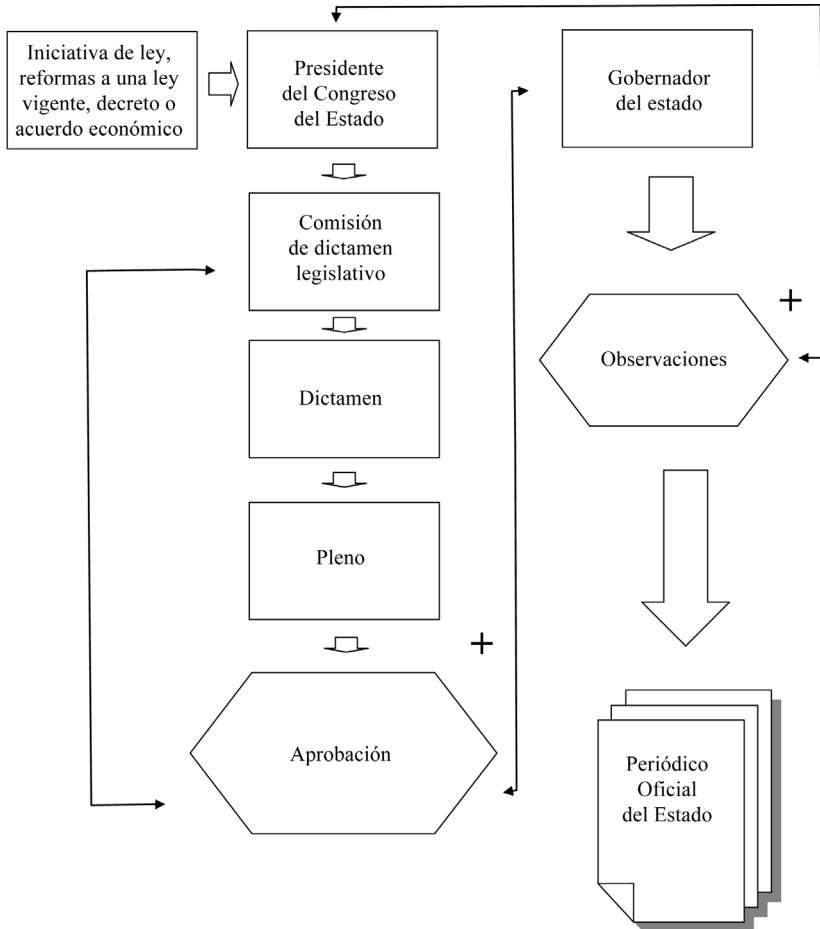 Iniciativa de ley,
reformas a una ley
vigente, decreto o
acuerdo económico
Presidente
del Congreso
del Estado
Comisión
de dictamen
legislativo
Dictamen
Pleno
+
Aprobación
Gobernador
del estado
+
Observaciones
Periódico
Oficial
del Estado